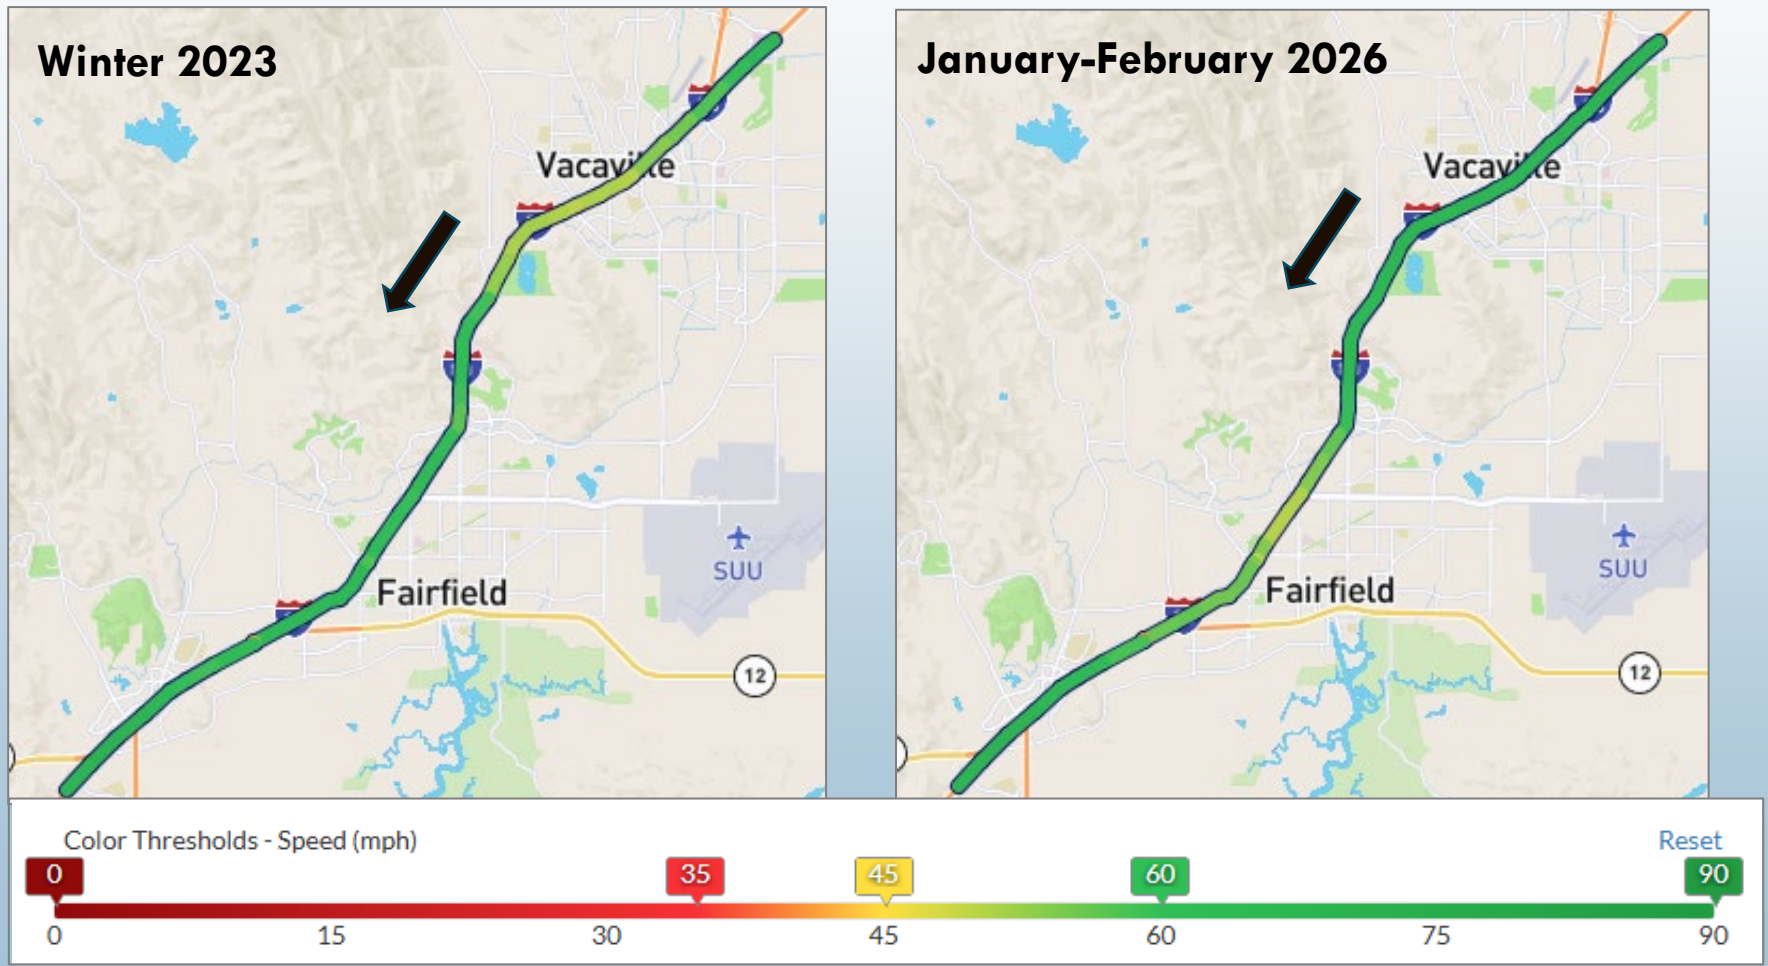 Winter 2023
Vacaville
Fairfield
SUU
12
January-February 2026
Vacaville
Fairfield
SUU
12
Color Thresholds - Speed (mph)
Reset
0 35 45 60 90
0 15 30 45 60 75 90